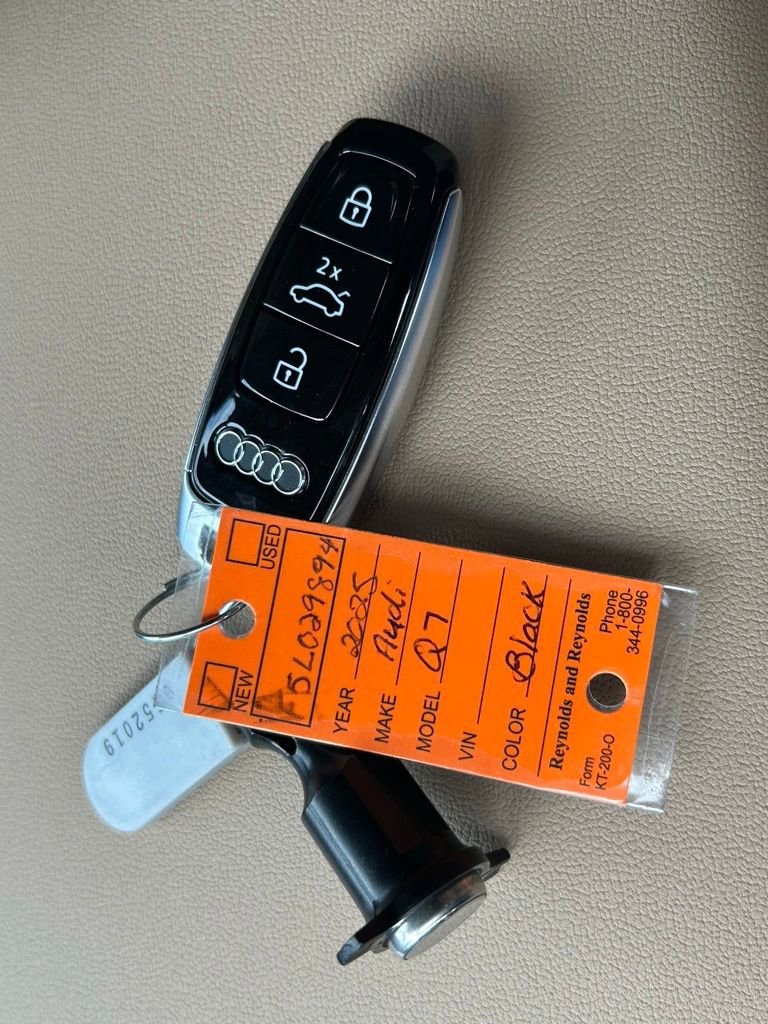 2x
USED
NEW
A5L029894
YEAR 2025
MAKE Audi
MODEL Q7
VIN
COLOR Black
Reynolds and Reynolds
Form
KT-200-O
Phone
1-800-
344-0996
52019